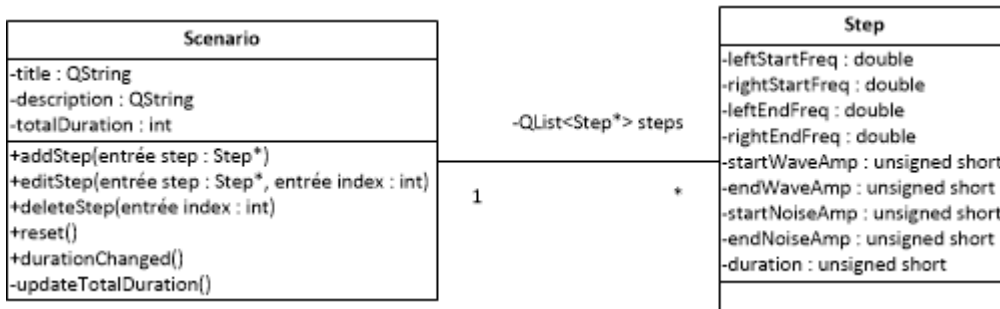 Scenario
-title : QString
-description : QString
-totalDuration : int
+addStep(entrée step : Step*)
+editStep(entrée step : Step*, entrée index : int)
+deleteStep(entrée index : int)
+reset()
+durationChanged()
-updateTotalDuration()
-QList<Step*> steps
1
*
Step
-leftStartFreq : double
-rightStartFreq : double
-leftEndFreq : double
-rightEndFreq : double
-startWaveAmp : unsigned short
-endWaveAmp : unsigned short
-startNoiseAmp : unsigned short
-endNoiseAmp : unsigned short
-duration : unsigned short